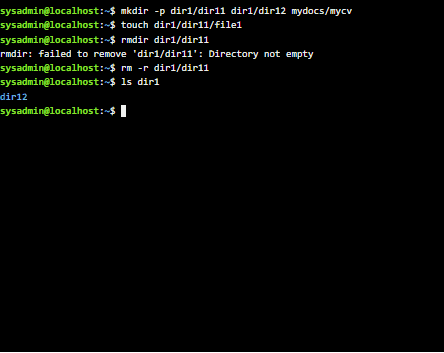 sysadmin@localhost:~$ mkdir -p dir1/dir11 dir1/dir12 mydocs/mycv
sysadmin@localhost:~$ touch dir1/dir11/file1
sysadmin@localhost:~$ rmdir dir1/dir11
rmdir: failed to remove 'dir1/dir11': Directory not empty
sysadmin@localhost:~$ rm -r dir1/dir11
sysadmin@localhost:~$ ls dir1
dir12
sysadmin@localhost:~$